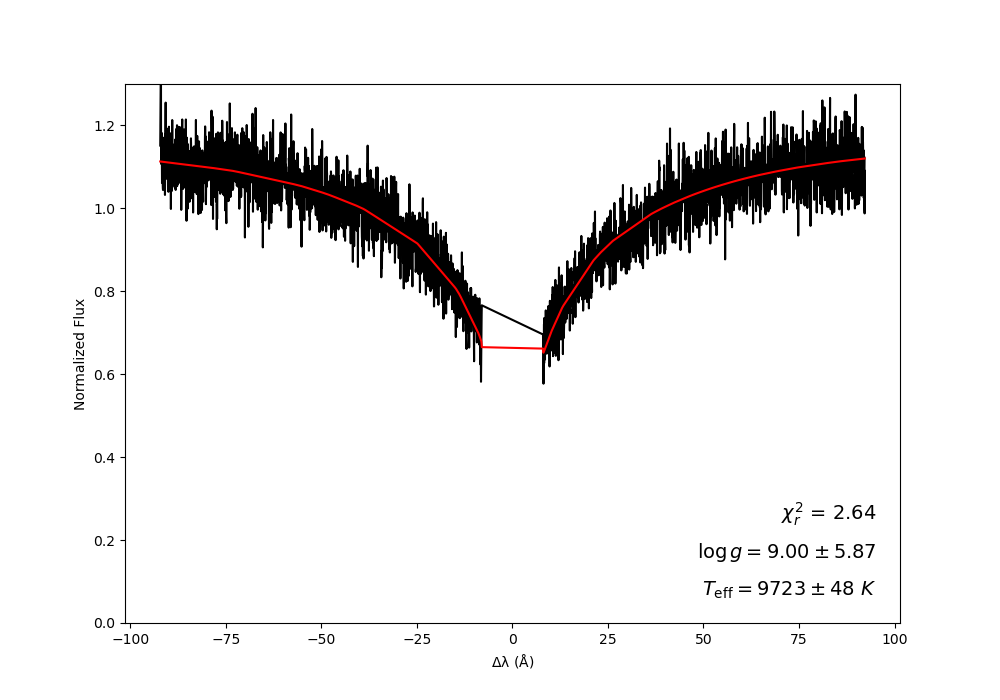 1.2
1.0
0.8
0.6
0.4
0.2
0.0
Normalized Flux
χ²ᵣ = 2.64
log g = 9.00 ± 5.87
T_eff = 9723 ± 48 K
−100 −75 −50 −25 0 25 50 75 100
Δλ (Å)